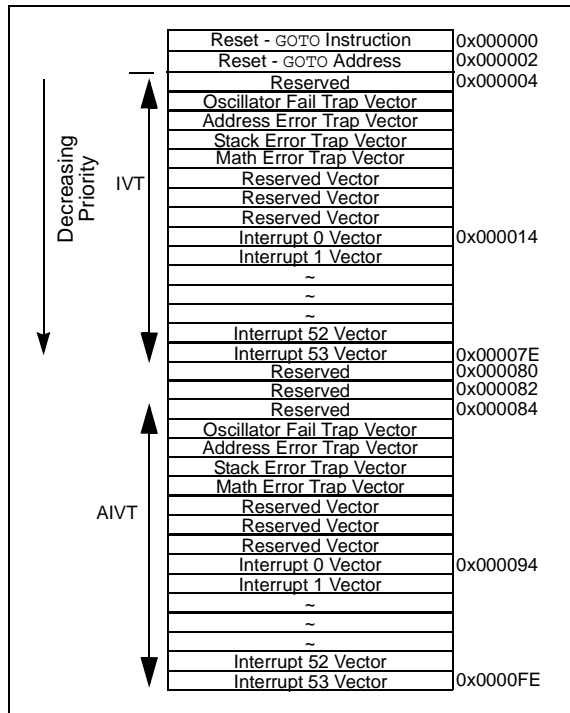 Reset - GOTO Instruction 0x000000
Reset - GOTO Address 0x000002
Reserved 0x000004
Oscillator Fail Trap Vector
Address Error Trap Vector
Stack Error Trap Vector
Math Error Trap Vector
Reserved Vector
Reserved Vector
Reserved Vector
Interrupt 0 Vector 0x000014
Interrupt 1 Vector
~
~
~
Interrupt 52 Vector
Interrupt 53 Vector 0x00007E
Decreasing
Priority
IVT
Reserved 0x000080
Reserved 0x000082
Reserved 0x000084
Oscillator Fail Trap Vector
Address Error Trap Vector
Stack Error Trap Vector
Math Error Trap Vector
Reserved Vector
Reserved Vector
Reserved Vector
Interrupt 0 Vector 0x000094
Interrupt 1 Vector
~
~
~
Interrupt 52 Vector
Interrupt 53 Vector 0x0000FE
AIVT